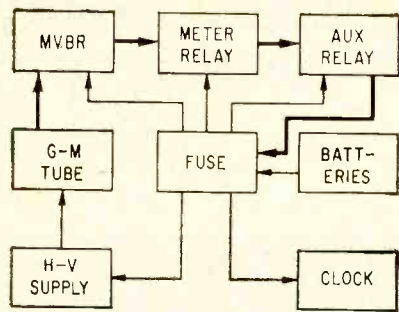 MVBR
METER
RELAY
AUX
RELAY
G-M
TUBE
FUSE
BATT-
ERIES
H-V
SUPPLY
CLOCK